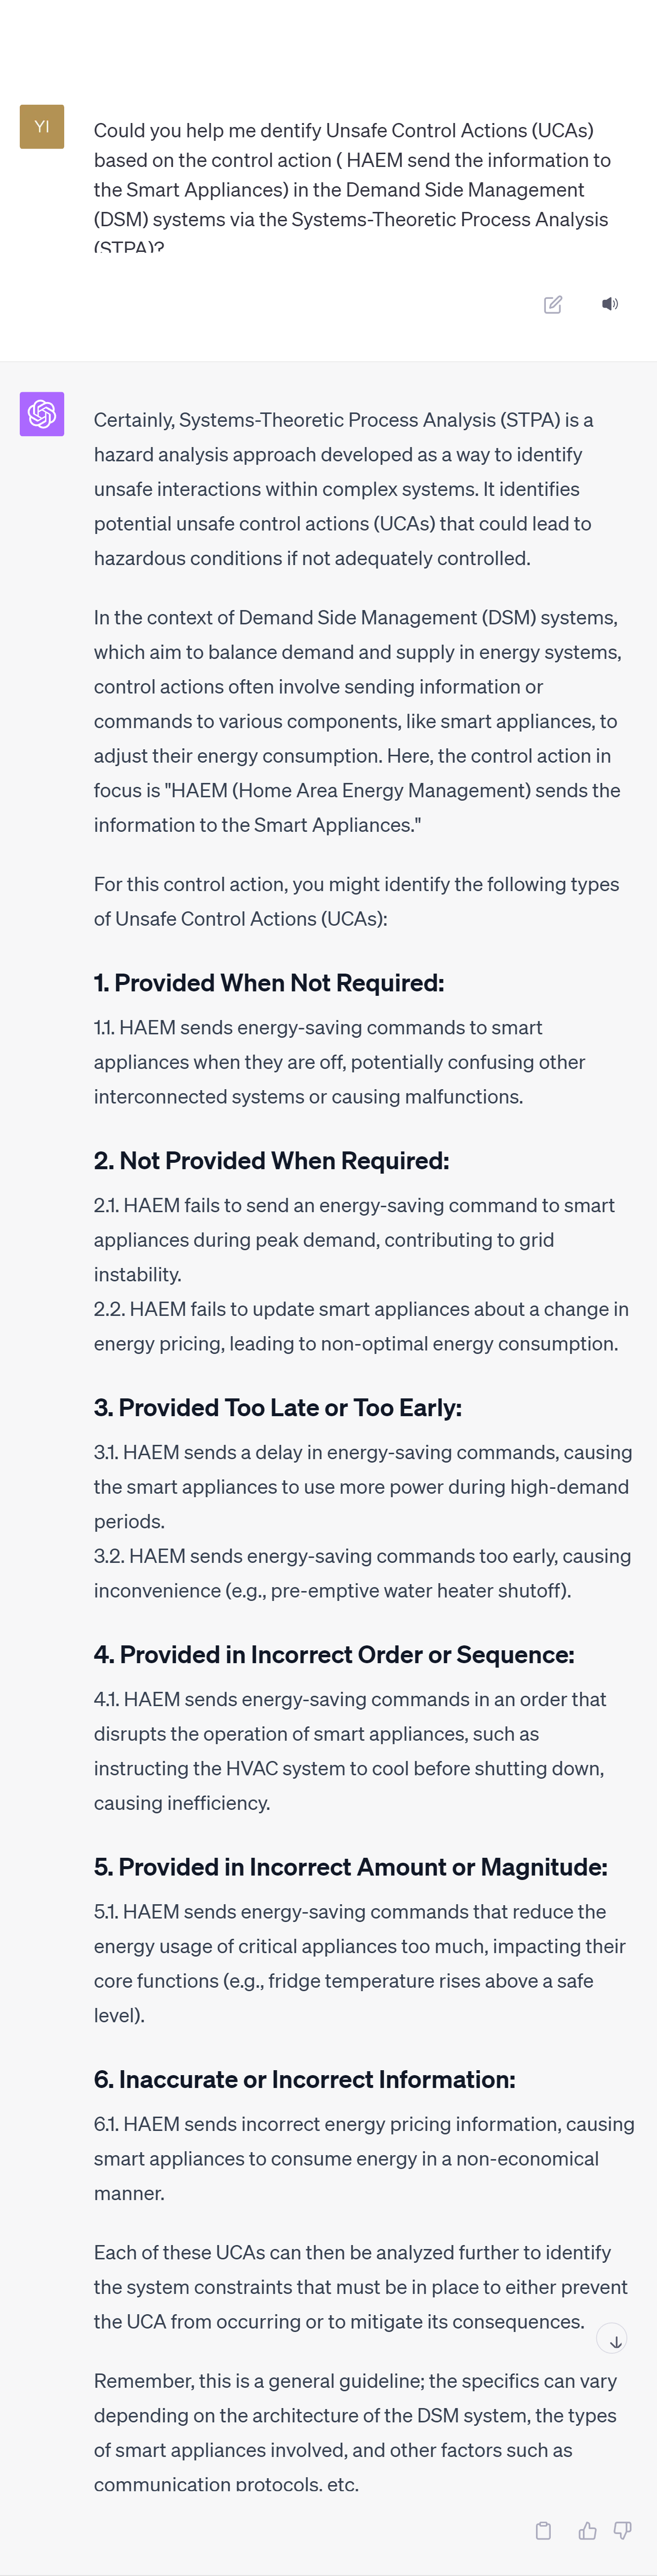 YI
Could you help me dentify Unsafe Control Actions (UCAs)
based on the control action ( HAEM send the information to
the Smart Appliances) in the Demand Side Management
(DSM) systems via the Systems-Theoretic Process Analysis
(STPA)?
Certainly, Systems-Theoretic Process Analysis (STPA) is a
hazard analysis approach developed as a way to identify
unsafe interactions within complex systems. It identifies
potential unsafe control actions (UCAs) that could lead to
hazardous conditions if not adequately controlled.
In the context of Demand Side Management (DSM) systems,
which aim to balance demand and supply in energy systems,
control actions often involve sending information or
commands to various components, like smart appliances, to
adjust their energy consumption. Here, the control action in
focus is "HAEM (Home Area Energy Management) sends the
information to the Smart Appliances."
For this control action, you might identify the following types
of Unsafe Control Actions (UCAs):
1. Provided When Not Required:
1.1. HAEM sends energy-saving commands to smart
appliances when they are off, potentially confusing other
interconnected systems or causing malfunctions.
2. Not Provided When Required:
2.1. HAEM fails to send an energy-saving command to smart
appliances during peak demand, contributing to grid
instability.
2.2. HAEM fails to update smart appliances about a change in
energy pricing, leading to non-optimal energy consumption.
3. Provided Too Late or Too Early:
3.1. HAEM sends a delay in energy-saving commands, causing
the smart appliances to use more power during high-demand
periods.
3.2. HAEM sends energy-saving commands too early, causing
inconvenience (e.g., pre-emptive water heater shutoff).
4. Provided in Incorrect Order or Sequence:
4.1. HAEM sends energy-saving commands in an order that
disrupts the operation of smart appliances, such as
instructing the HVAC system to cool before shutting down,
causing inefficiency.
5. Provided in Incorrect Amount or Magnitude:
5.1. HAEM sends energy-saving commands that reduce the
energy usage of critical appliances too much, impacting their
core functions (e.g., fridge temperature rises above a safe
level).
6. Inaccurate or Incorrect Information:
6.1. HAEM sends incorrect energy pricing information, causing
smart appliances to consume energy in a non-economical
manner.
Each of these UCAs can then be analyzed further to identify
the system constraints that must be in place to either prevent
the UCA from occurring or to mitigate its consequences.
Remember, this is a general guideline; the specifics can vary
depending on the architecture of the DSM system, the types
of smart appliances involved, and other factors such as
communication protocols, etc.